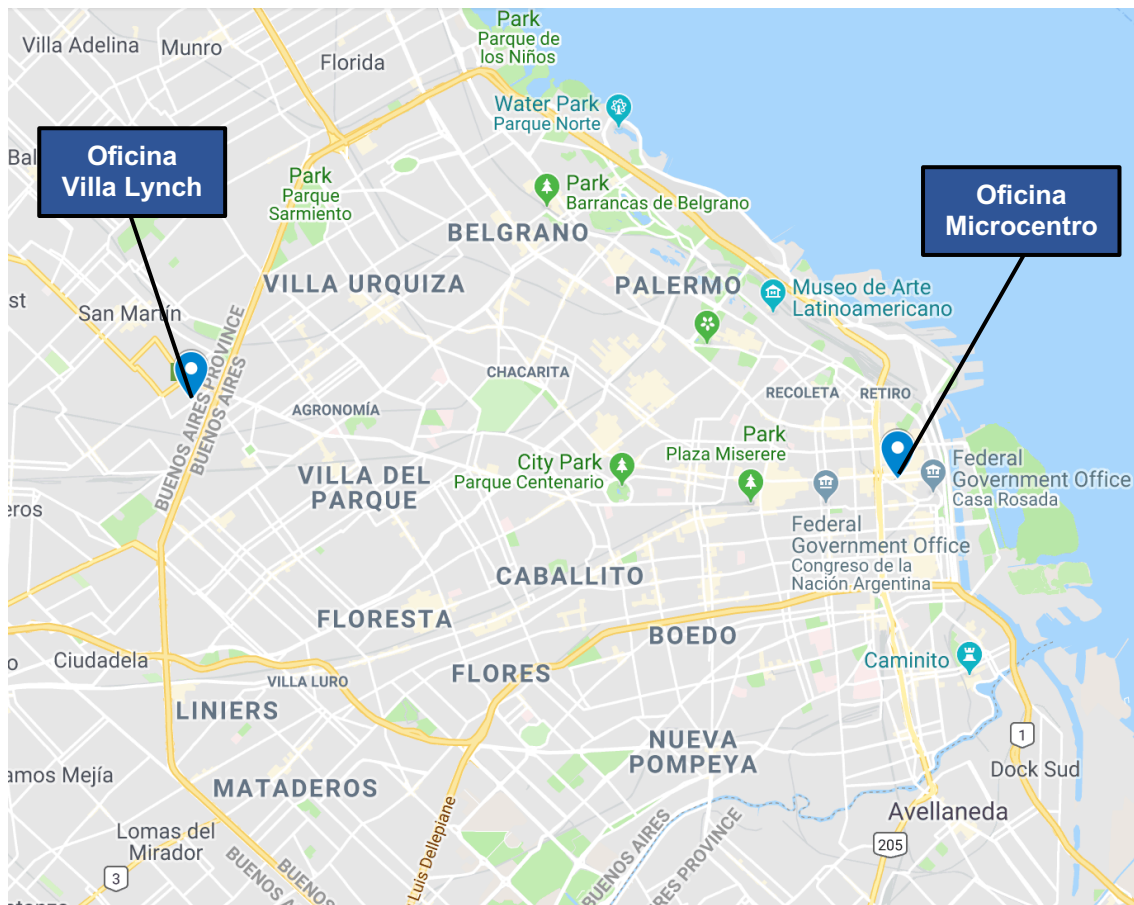 Park
Parque de
los Niños
Villa Adelina
Munro
Florida
Water Park
Parque Norte
Oficina
Villa Lynch
Park
Parque
Sarmiento
Park
Barrancas de Belgrano
Oficina
Microcentro
BELGRANO
VILLA URQUIZA
PALERMO
Museo de Arte
Latinoamericano
San Martín
BUENOS AIRES PROVINCE
BUENOS AIRES
CHACARITA
RECOLETA
RETIRO
AGRONOMÍA
Park
Plaza Miserere
VILLA DEL
PARQUE
City Park
Parque Centenario
Federal
Government Office
Casa Rosada
Federal
Government Office
Congreso de la
Nación Argentina
CABALLITO
FLORESTA
BOEDO
Ciudadela
FLORES
Caminito
VILLA LURO
LINIERS
NUEVA
POMPEYA
1
Dock Sud
amos Mejía
MATADEROS
Avellaneda
Lomas del
Mirador
Luis Dellepiane
BUENOS AIRES
RES PROVINCE
205
3
BUENOS A
BUENOS